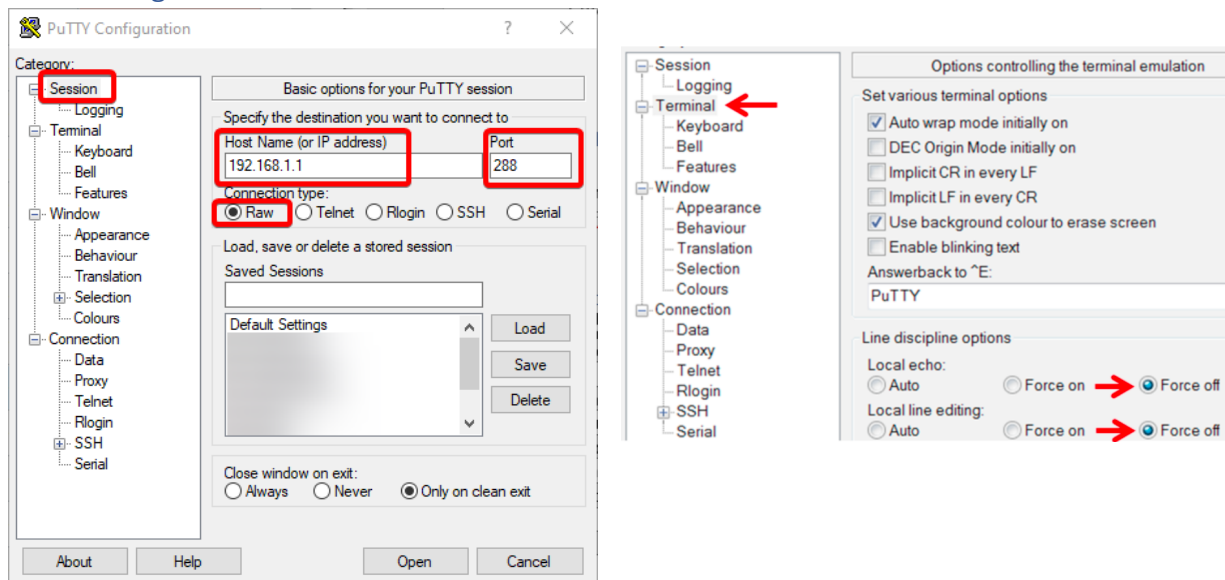 PuTTY Configuration
?
Category:
Session
Logging
Terminal
Keyboard
Bell
Features
Window
Appearance
Behaviour
Translation
Selection
Colours
Connection
Data
Proxy
Telnet
Rlogin
SSH
Serial
Basic options for your PuTTY session
Specify the destination you want to connect to
Host Name (or IP address) Port
192.168.1.1 288
Connection type:
Raw Telnet Rlogin SSH Serial
Load, save or delete a stored session
Saved Sessions
Default Settings
Load
Save
Delete
Close window on exit:
Always Never Only on clean exit
About Help Open Cancel
Session
Logging
Terminal
Keyboard
Bell
Features
Window
Appearance
Behaviour
Translation
Selection
Colours
Connection
Data
Proxy
Telnet
Rlogin
SSH
Serial
Options controlling the terminal emulation
Set various terminal options
Auto wrap mode initially on
DEC Origin Mode initially on
Implicit CR in every LF
Implicit LF in every CR
Use background colour to erase screen
Enable blinking text
Answerback to ^E:
PuTTY
Line discipline options
Local echo:
Auto Force on Force off
Local line editing:
Auto Force on Force off